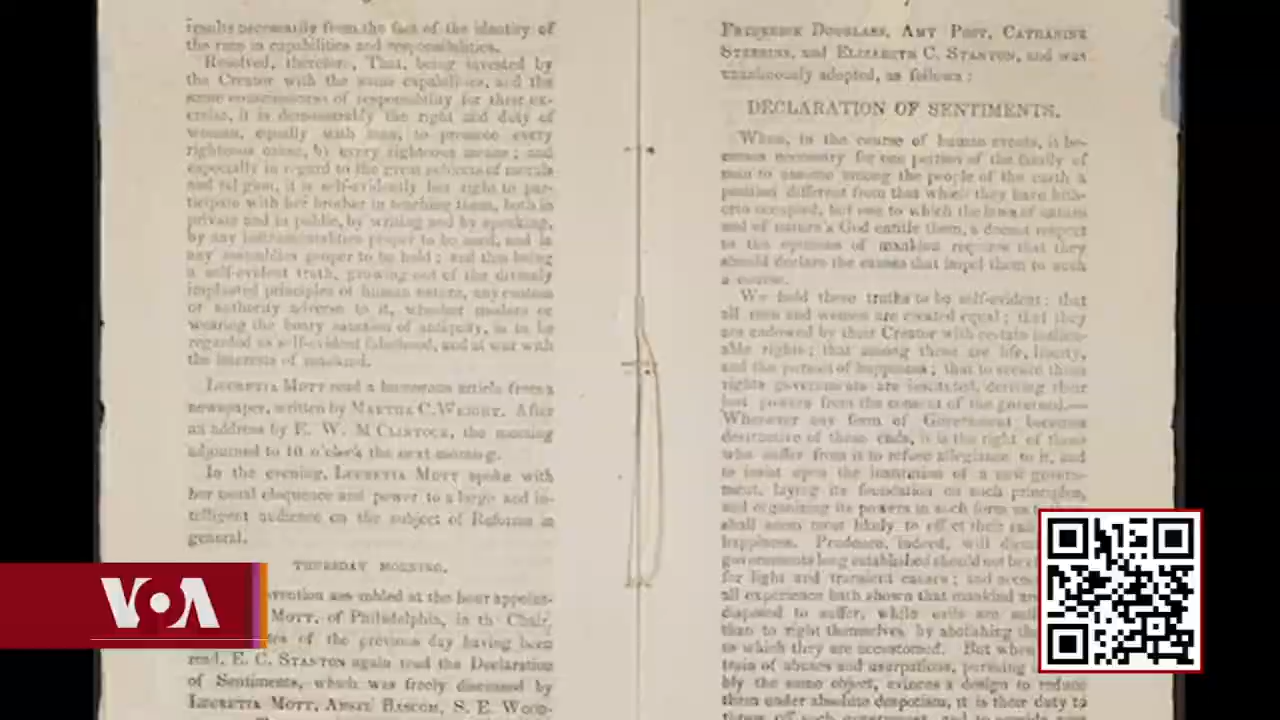 results necessarily from the fact of the identity of
the race in capabilities and responsibilities.
Resolved, therefore, That, being invested by
the Creator with the same capabilities, and the
same consciousness of responsibility for their ex-
ercise, it is demonstrably the right and duty of
woman, equally with man, to promote every
righteous cause, by every righteous means; and
especially in regard to the great subjects of morals
and religion, it is self-evidently her right to par-
ticipate with her brother in teaching them, both in
private and in public, by writing and by speaking,
by any instrumentalities proper to be used, and in
any assemblies proper to be held; and this being
a self-evident truth, growing out of the divinely
implanted principles of human nature, any custom
or authority adverse to it, whether modern or
wearing the hoary sanction of antiquity, is to be
regarded as self-evident falsehood, and at war with
the interests of mankind.
LUCRETIA MOTT read a humorous article from a
newspaper, written by MARTHA C. WRIGHT. After
an address by E. W. M'CLINTOCK, the meeting
adjourned to 10 o'clock the next morning.
In the evening, LUCRETIA MOTT spoke with
her usual eloquence and power to a large and in-
telligent audience on the subject of Reforms in
general.
THURSDAY MORNING.
vention assembled at the hour appoint-
MOTT, of Philadelphia, in the Chair.
tes of the previous day having been
read, E. C. STANTON again read the Declaration
of Sentiments, which was freely discussed by
LUCRETIA MOTT, ANSEL BASCOM, S. E. WOOD-
FREDERICK DOUGLASS, AMY POST, CATHARINE
STEBBINS, and ELIZABETH C. STANTON, and was
unanimously adopted, as follows:
DECLARATION OF SENTIMENTS.
When, in the course of human events, it be-
comes necessary for one portion of the family of
man to assume among the people of the earth a
position different from that which they have hith-
erto occupied, but one to which the laws of nature
and of nature's God entitle them, a decent respect
to the opinions of mankind requires that they
should declare the causes that impel them to such
a course.
We hold these truths to be self-evident: that
all men and women are created equal; that they
are endowed by their Creator with certain inalien-
able rights; that among these are life, liberty,
and the pursuit of happiness; that to secure these
rights governments are instituted, deriving their
just powers from the consent of the governed.—
Whenever any form of Government becomes
destructive of these ends, it is the right of those
who suffer from it to refuse allegiance to it, and
to insist upon the institution of a new govern-
ment, laying its foundation on such principles,
and organizing its powers in such form as to
shall seem most likely to effect their
happiness. Prudence, indeed, will
governments long established should not be
for light and transient causes; and
all experience hath shown that mankind are
disposed to suffer, while evils are
than to right themselves, by abolishing the
to which they are accustomed. But when
train of abuses and usurpations, pursuing
bly the same object, evinces a design to reduce
them under absolute despotism, it is their duty to
throw off such government, and to provide new
VOA